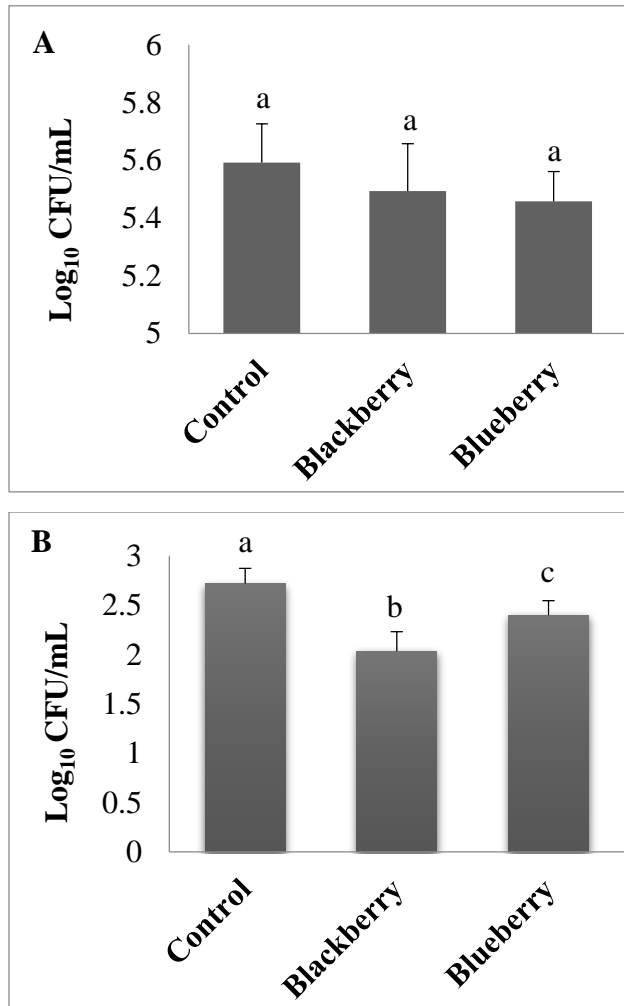 A
Log₁₀ CFU/mL
6
5.8
5.6
5.4
5.2
5
a
a
a
Control
Blackberry
Blueberry
B
Log₁₀ CFU/mL
3
2.5
2
1.5
1
0.5
0
a
b
c
Control
Blackberry
Blueberry